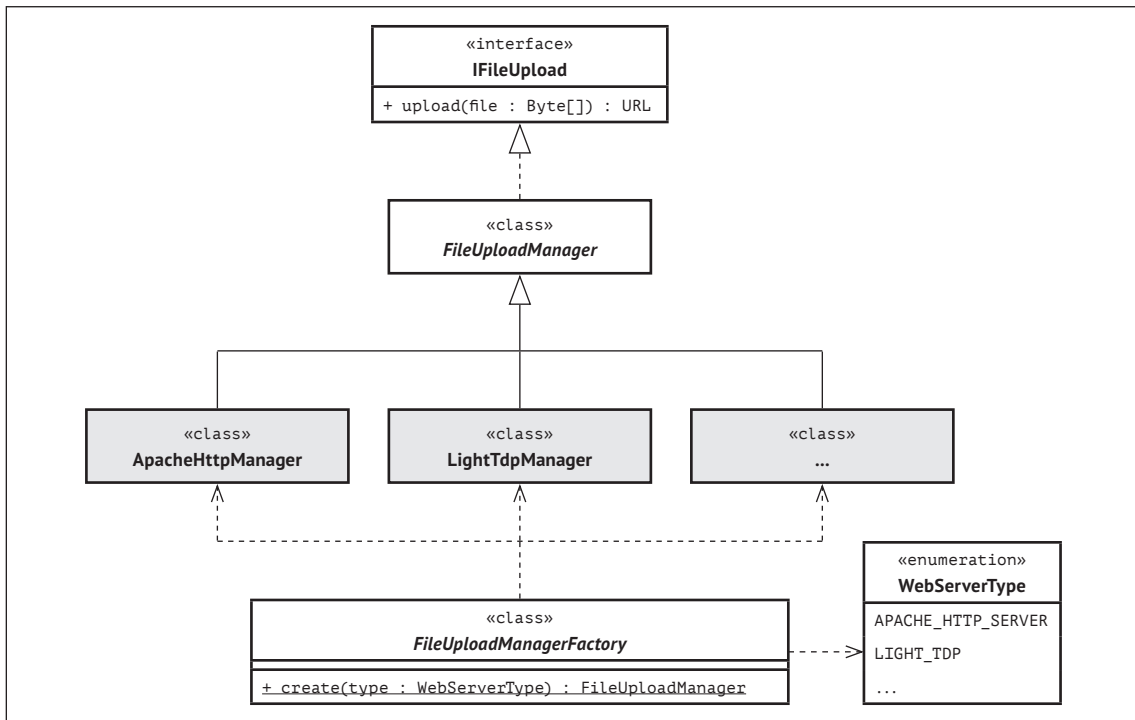 «interface»
IFileUpload
+ upload(file : Byte[]) : URL
«class»
FileUploadManager
«class»
ApacheHttpManager
«class»
LightTdpManager
«class»
...
«enumeration»
WebServerType
APACHE_HTTP_SERVER
LIGHT_TDP
...
«class»
FileUploadManagerFactory
+ create(type : WebServerType) : FileUploadManager